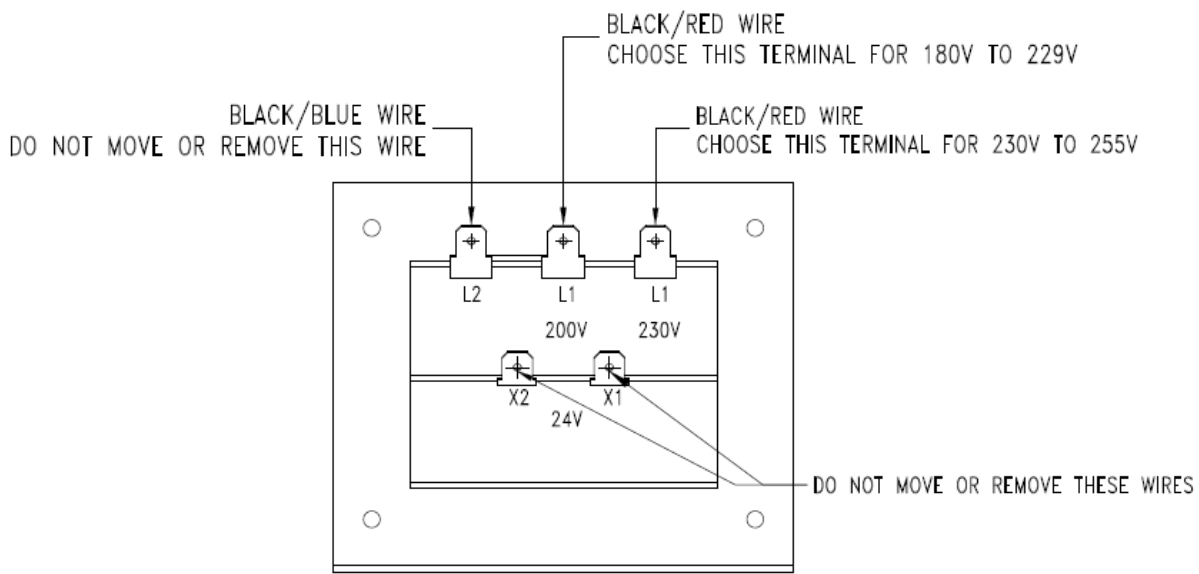 BLACK/RED WIRE
CHOOSE THIS TERMINAL FOR 180V TO 229V
BLACK/BLUE WIRE
DO NOT MOVE OR REMOVE THIS WIRE
BLACK/RED WIRE
CHOOSE THIS TERMINAL FOR 230V TO 255V
L2
L1
L1
200V
230V
X2
X1
24V
DO NOT MOVE OR REMOVE THESE WIRES